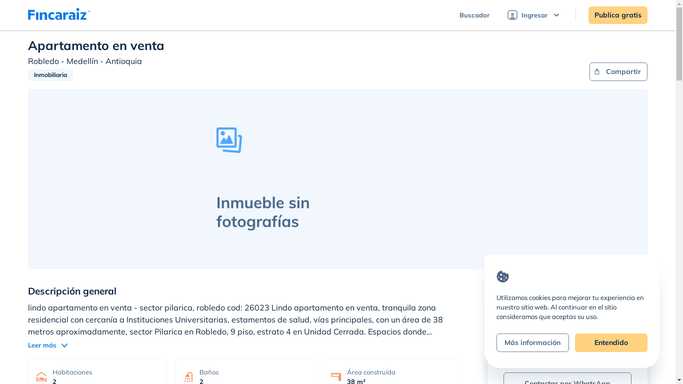 Fincaraiz
Buscador
Ingresar
Publica gratis
Apartamento en venta
Robledo - Medellín - Antioquia
Inmobiliaria
Compartir
Inmueble sin
fotografías
Descripción general
lindo apartamento en venta - sector pilarica, robledo cod: 26023 Lindo apartamento en venta, tranquila zona
residencial con cercanía a Instituciones Universitarias, estamentos de salud, vías principales, con un área de 38
metros aproximadamente, sector Pilarica en Robledo, 9 piso, estrato 4 en Unidad Cerrada. Espacios donde...
Leer más
Habitaciones
2
Baños
2
Área construida
38 m²
Utilizamos cookies para mejorar tu experiencia en
nuestro sitio web. Al continuar en el sitio
consideramos que aceptas su uso.
Más información
Entendido
Contactar por WhatsApp